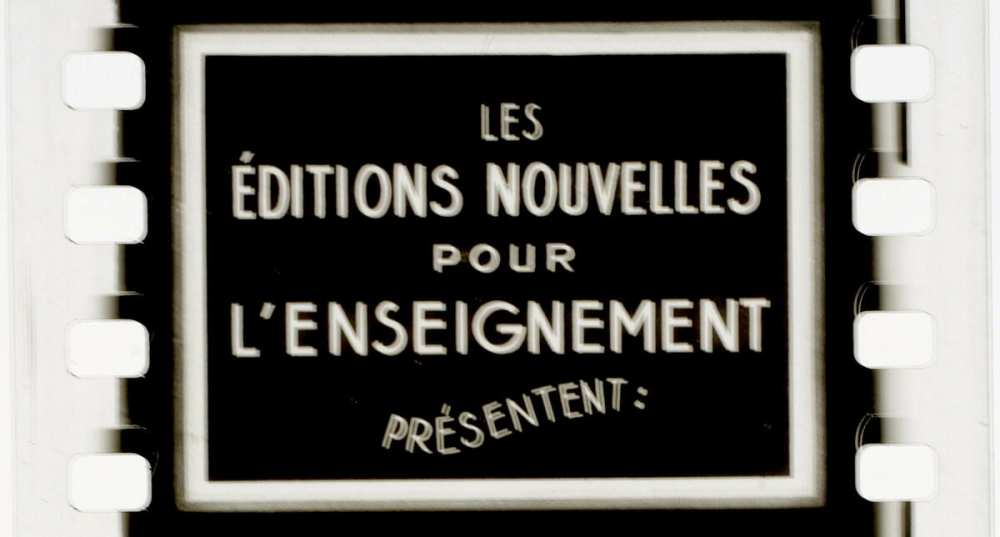 LES
ÉDITIONS NOUVELLES
POUR
L'ENSEIGNEMENT
PRÉSENTENT: